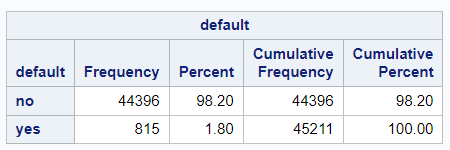 default
default Frequency Percent Cumulative Frequency Cumulative Percent
no 44396 98.20 44396 98.20
yes 815 1.80 45211 100.00